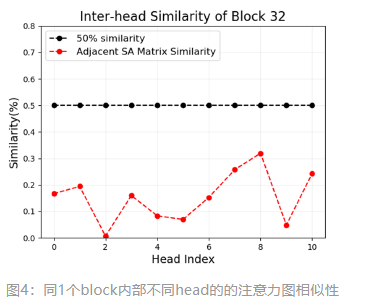 Inter-head Similarity of Block 32
0.8
50% similarity
Adjacent SA Matrix Similarity
0.7
0.6
0.5
0.4
0.3
0.2
0.1
0.0
Similarity(%)
0 2 4 6 8 10
Head Index
图4：同1个block内部不同head的的注意力图相似性